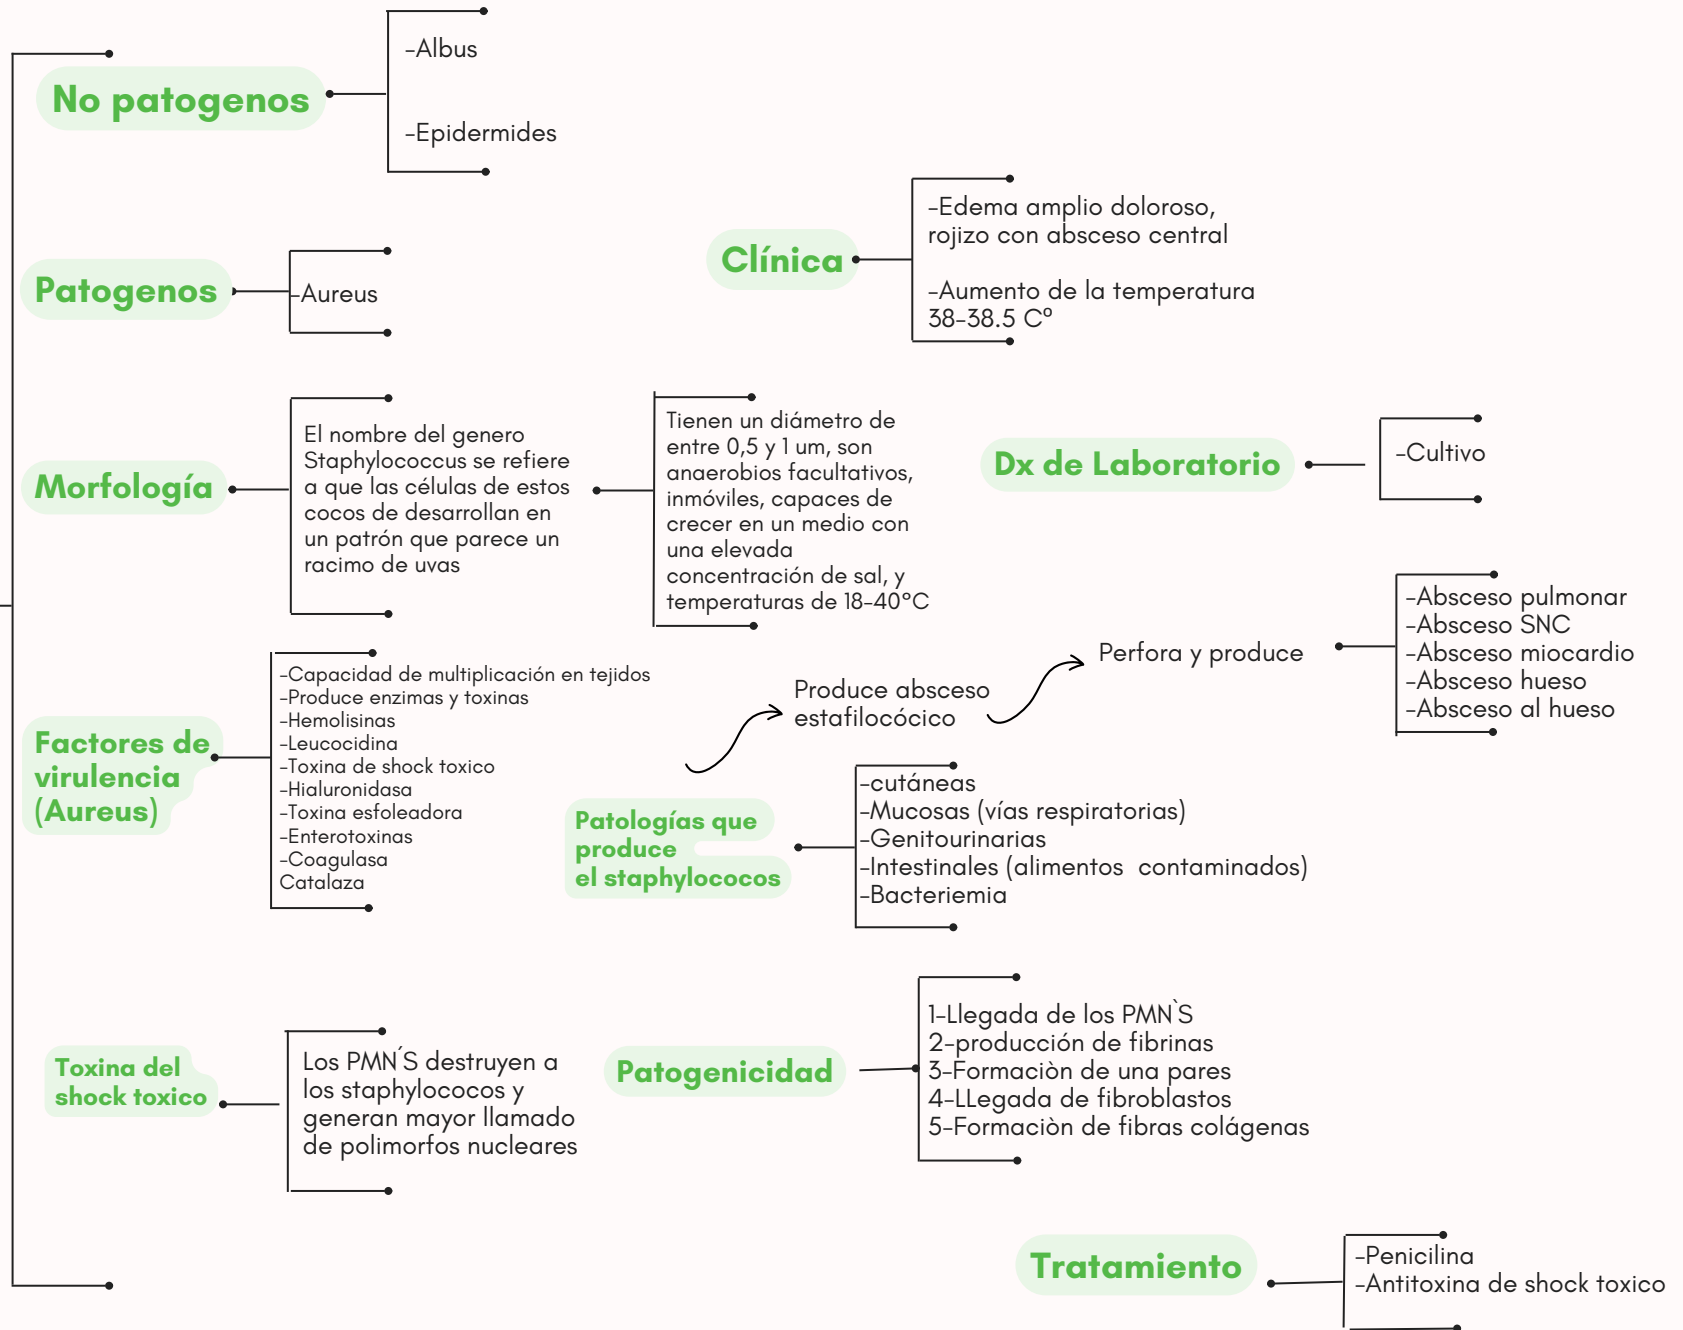 No patogenos
-Albus
-Epidermides
Patogenos
-Aureus
Clínica
-Edema amplio doloroso,
rojizo con absceso central
-Aumento de la temperatura
38-38.5 Cº
Morfología
El nombre del genero
Staphylococcus se refiere
a que las células de estos
cocos de desarrollan en
un patrón que parece un
racimo de uvas
Tienen un diámetro de
entre 0,5 y 1 um, son
anaerobios facultativos,
inmóviles, capaces de
crecer en un medio con
una elevada
concentración de sal, y
temperaturas de 18-40°C
Dx de Laboratorio
-Cultivo
Factores de
virulencia
(Aureus)
-Capacidad de multiplicación en tejidos
-Produce enzimas y toxinas
-Hemolisinas
-Leucocidina
-Toxina de shock toxico
-Hialuronidasa
-Toxina esfoleadora
-Enterotoxinas
-Coagulasa
Catalaza
Produce absceso
estafilocócico
Perfora y produce
-Absceso pulmonar
-Absceso SNC
-Absceso miocardio
-Absceso hueso
-Absceso al hueso
Patologías que
produce
el staphylococos
-cutáneas
-Mucosas (vías respiratorias)
-Genitourinarias
-Intestinales (alimentos  contaminados)
-Bacteriemia
Toxina del
shock toxico
Los PMN´S destruyen a
los staphylococos y
generan mayor llamado
de polimorfos nucleares
Patogenicidad
1-Llegada de los PMN`S
2-producción de fibrinas
3-Formaciòn de una pares
4-LLegada de fibroblastos
5-Formaciòn de fibras colágenas
Tratamiento
-Penicilina
-Antitoxina de shock toxico